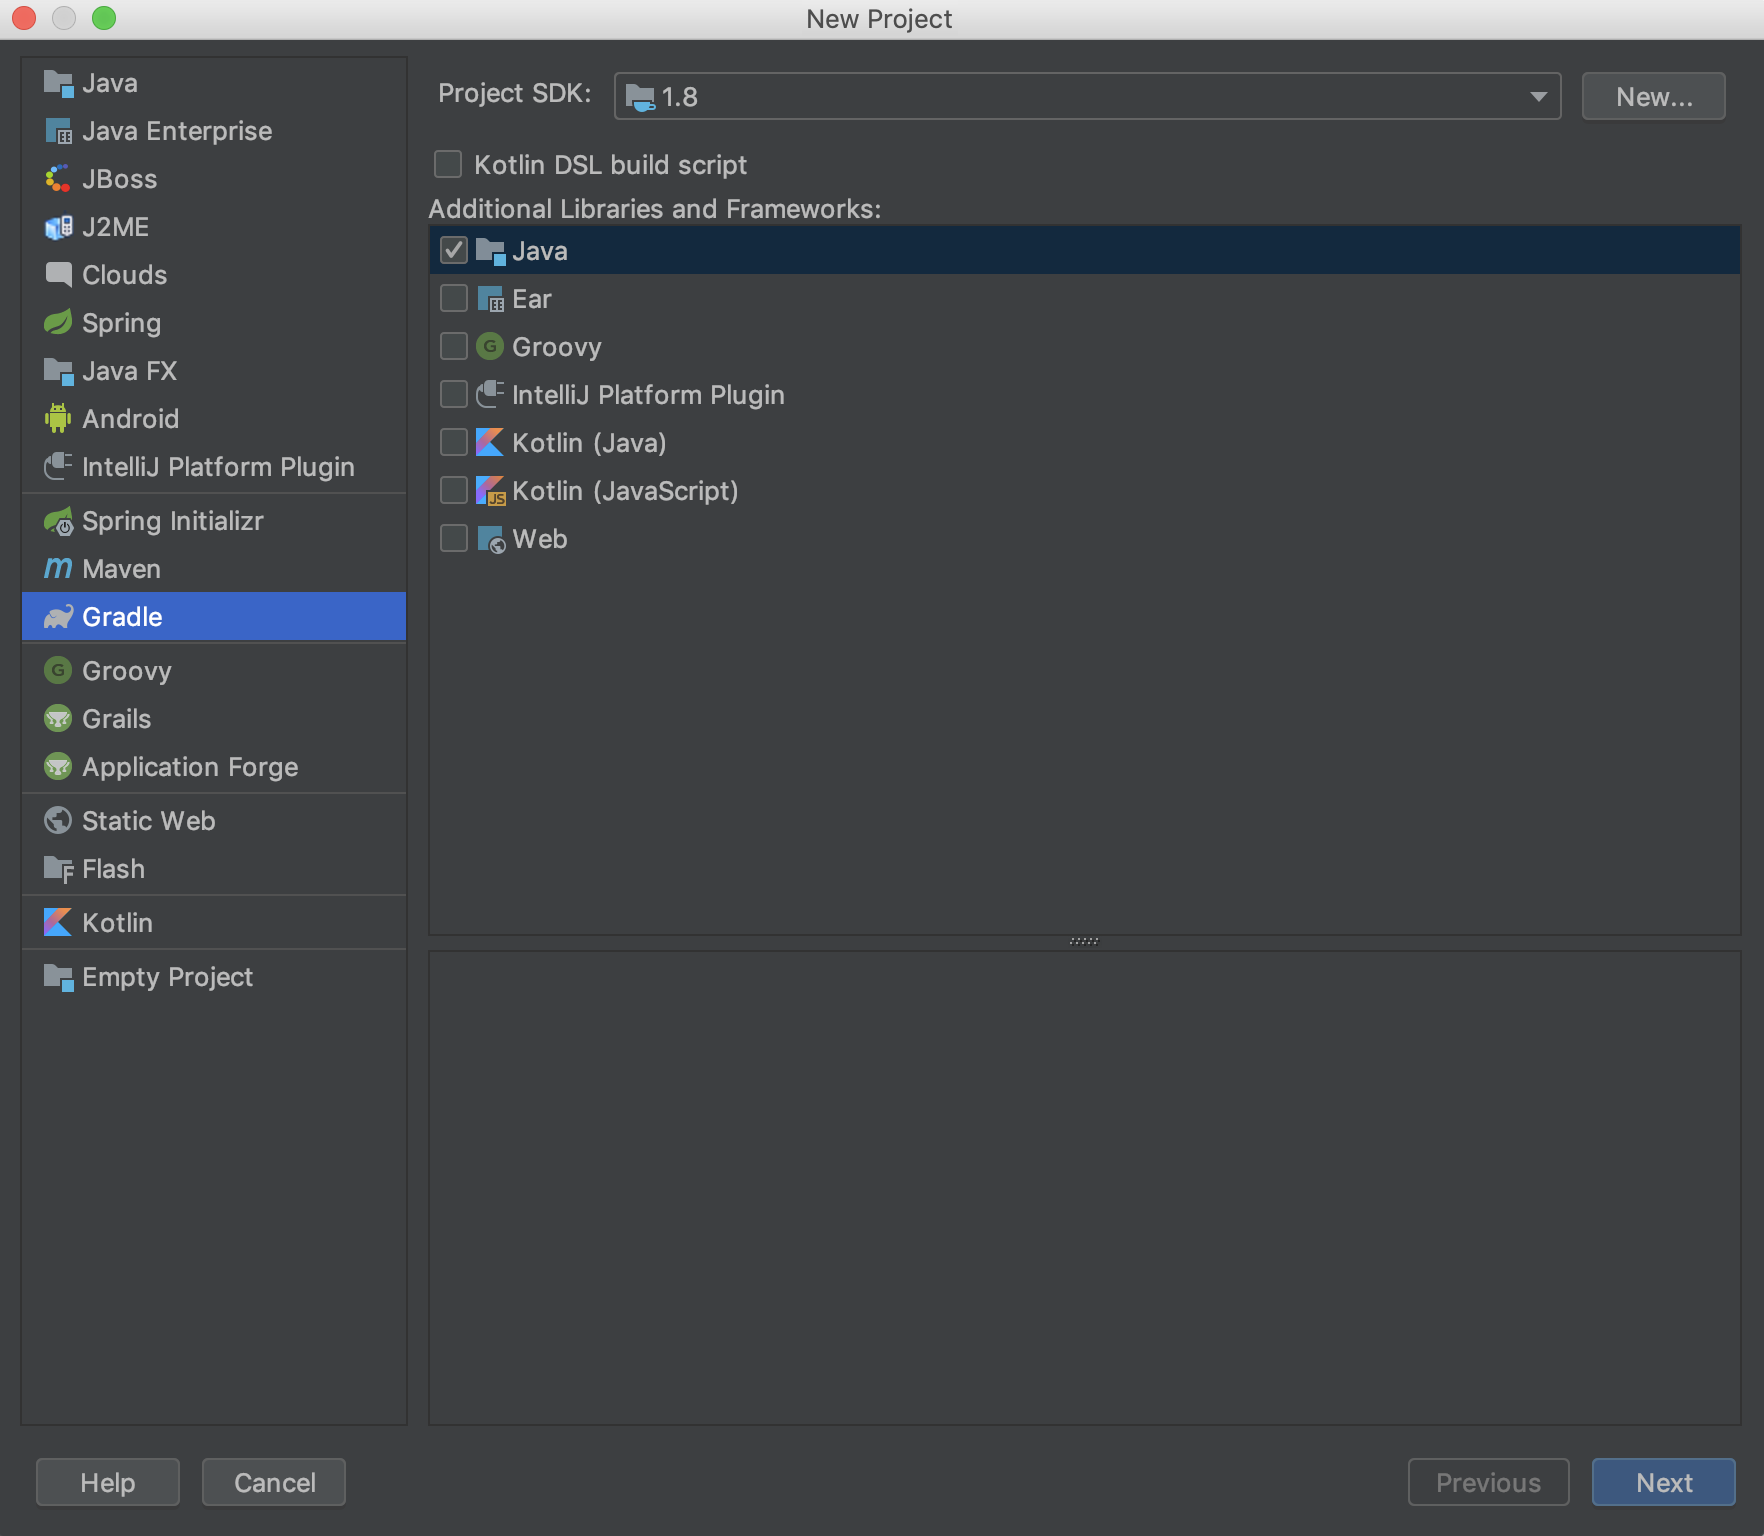 New Project
Java
Java Enterprise
JBoss
J2ME
Clouds
Spring
Java FX
Android
IntelliJ Platform Plugin
Spring Initializr
m Maven
Gradle
G Groovy
Grails
Application Forge
Static Web
F Flash
Kotlin
Empty Project
Project SDK: 1.8 New...
Kotlin DSL build script
Additional Libraries and Frameworks:
Java
EE Ear
G Groovy
IntelliJ Platform Plugin
Kotlin (Java)
JS Kotlin (JavaScript)
Web
Help Cancel Previous Next